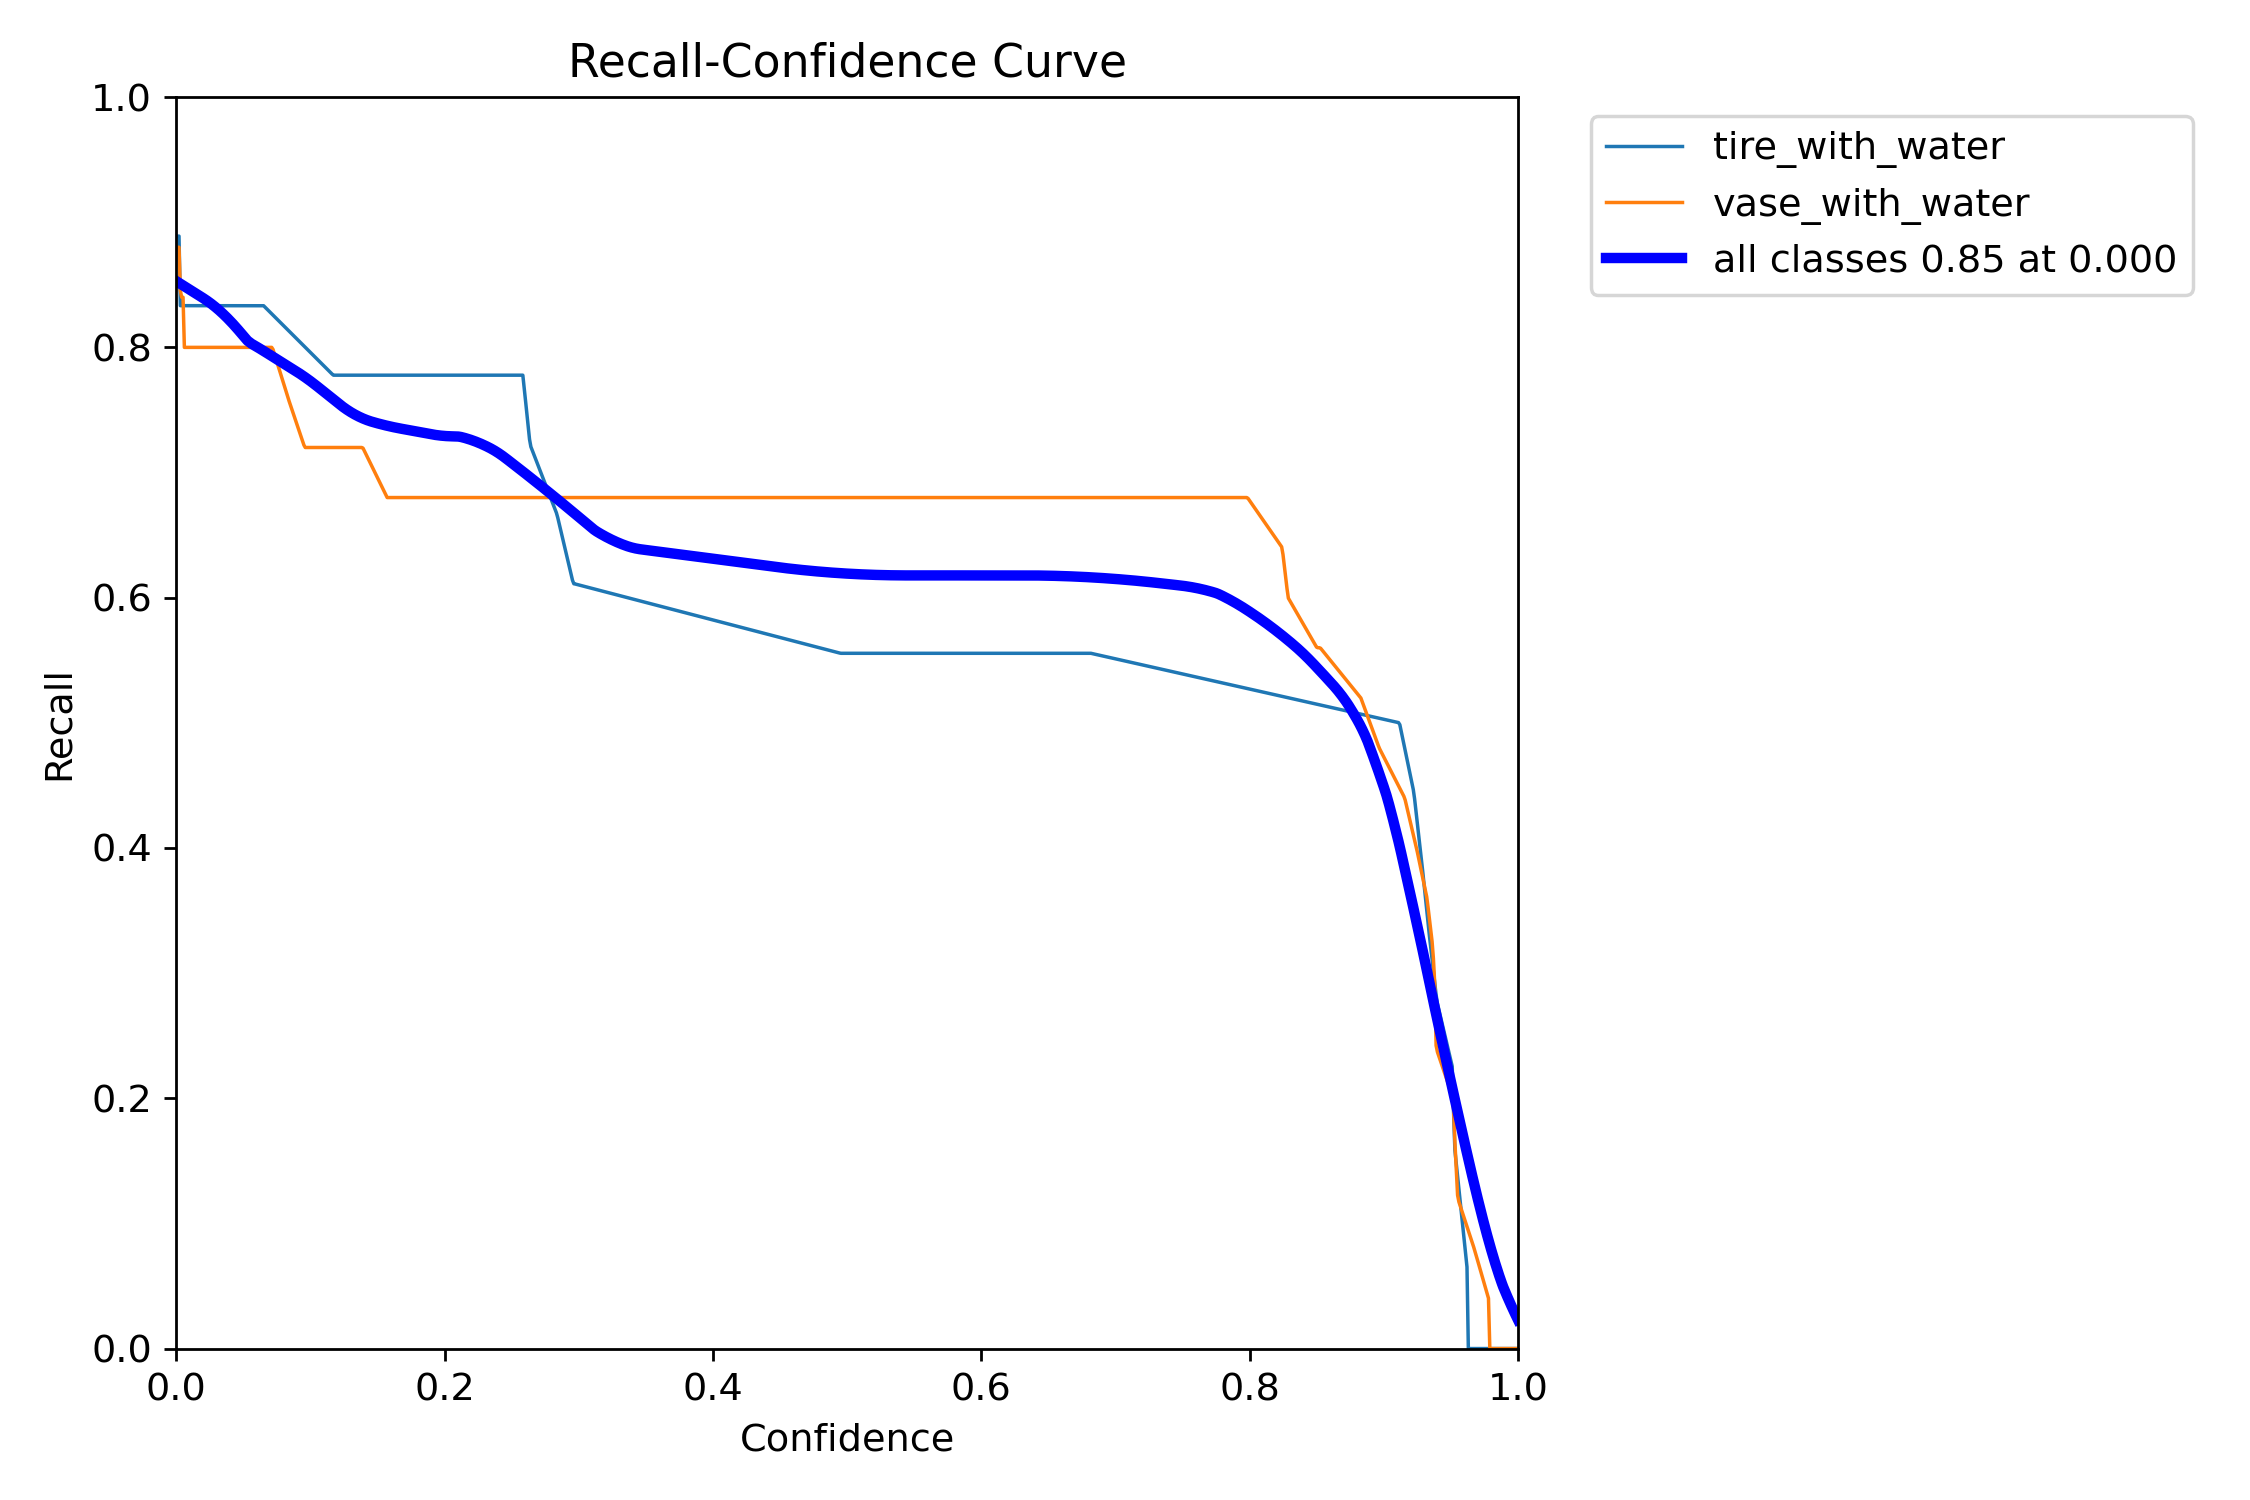 Recall-Confidence Curve
1.0
0.8
0.6
0.4
0.2
0.0
Recall
0.0 0.2 0.4 0.6 0.8 1.0
Confidence
tire_with_water
vase_with_water
all classes 0.85 at 0.000